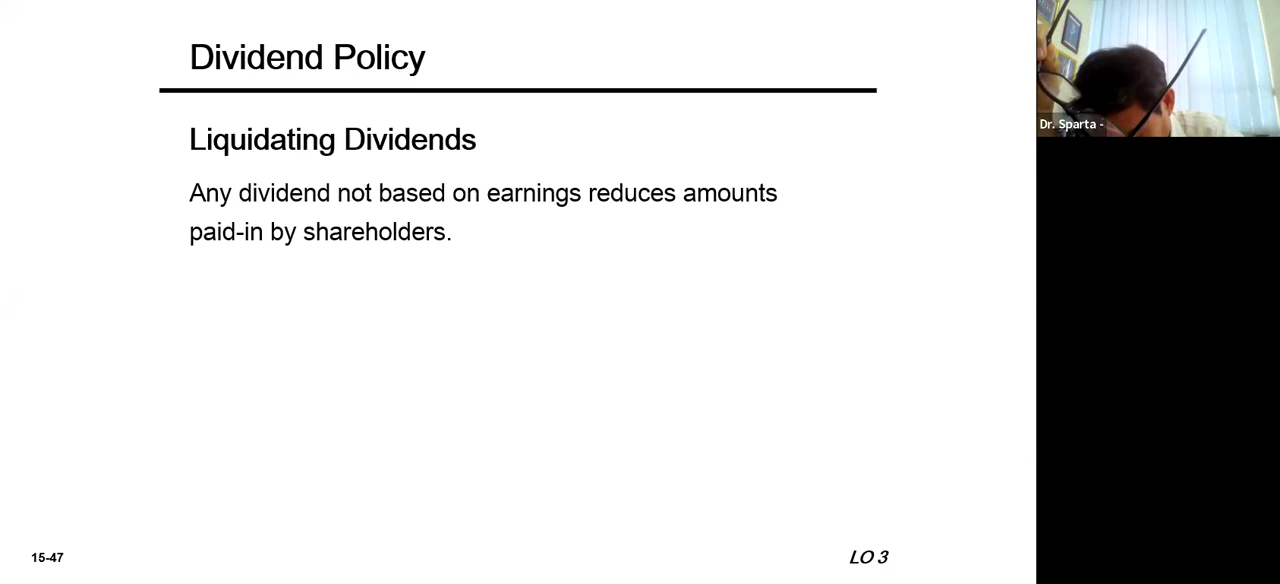 Dividend Policy
Liquidating Dividends
Any dividend not based on earnings reduces amounts
paid-in by shareholders.
15-47
LO 3
Dr. Sparta -